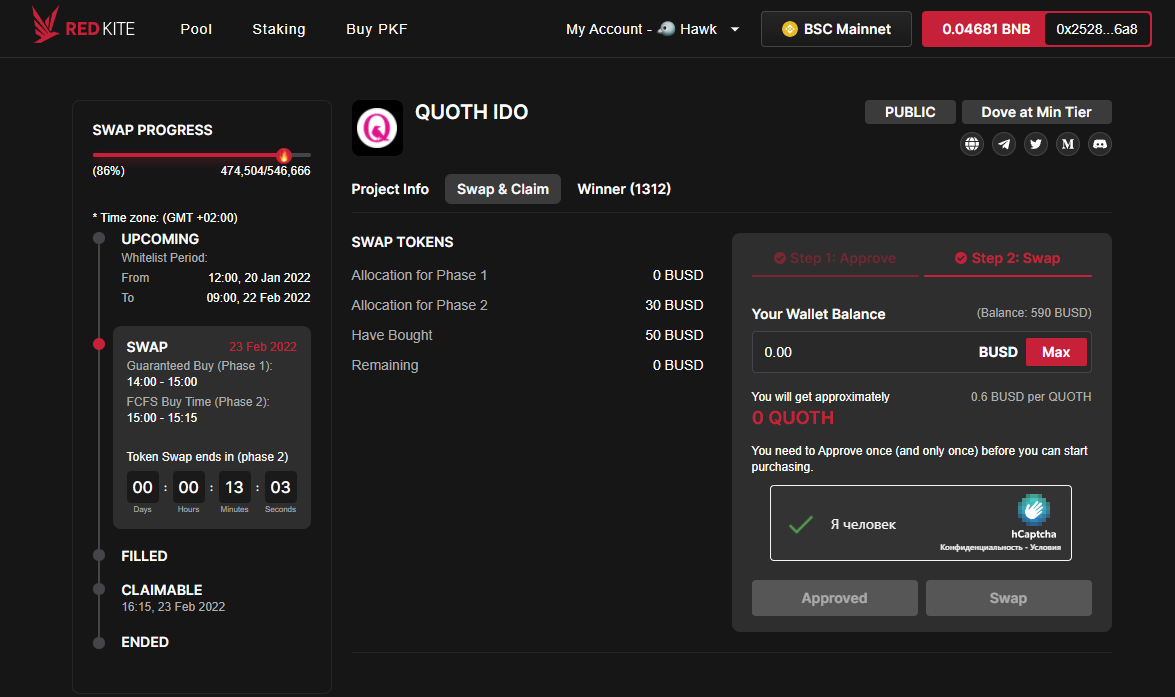 REDKITE
Pool
Staking
Buy PKF
My Account - Hawk
BSC Mainnet
0.04681 BNB
0x2528...6a8
SWAP PROGRESS
(86%)
474,504/546,666
* Time zone: (GMT +02:00)
UPCOMING
Whitelist Period:
From 12:00, 20 Jan 2022
To 09:00, 22 Feb 2022
SWAP 23 Feb 2022
Guaranteed Buy (Phase 1):
14:00 - 15:00
FCFS Buy Time (Phase 2):
15:00 - 15:15
Token Swap ends in (phase 2)
00 : 00 : 13 : 03
Days Hours Minutes Seconds
FILLED
CLAIMABLE
16:15, 23 Feb 2022
ENDED
Q
QUOTH IDO
PUBLIC
Dove at Min Tier
M
Project Info
Swap & Claim
Winner (1312)
SWAP TOKENS
Allocation for Phase 1 0 BUSD
Allocation for Phase 2 30 BUSD
Have Bought 50 BUSD
Remaining 0 BUSD
Step 1: Approve
Step 2: Swap
Your Wallet Balance (Balance: 590 BUSD)
0.00 BUSD Max
You will get approximately 0.6 BUSD per QUOTH
0 QUOTH
You need to Approve once (and only once) before you can start
purchasing.
Я человек
hCaptcha
Конфиденциальность - Условия
Approved
Swap